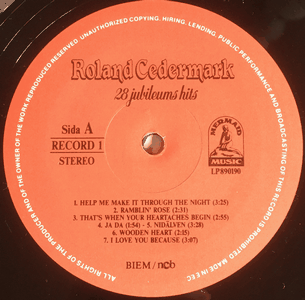 ALL RIGHTS OF THE PRODUCER AND OF THE OWNER OF THE WORK REPRODUCED RESERVED. UNAUTHORIZED COPYING, HIRING, LENDING, PUBLIC PERFORMANCE AND BROADCASTING OF THIS RECORD PROHIBITED. MADE IN EEC
Roland Cedermark
28 jubileums hits
Sida A
RECORD 1
STEREO
MERMAID
MUSIC
LP 890190
1. HELP ME MAKE IT THROUGH THE NIGHT (3:25)
2. RAMBLIN' ROSE (2:31)
3. THAT'S WHEN YOUR HEARTACHES BEGIN (2:55)
4. JA DA (1:54) - 5. NIDÄLVEN (3:28)
6. WOODEN HEART (2:15)
7. I LOVE YOU BECAUSE (3:07)
BIEM / ncb